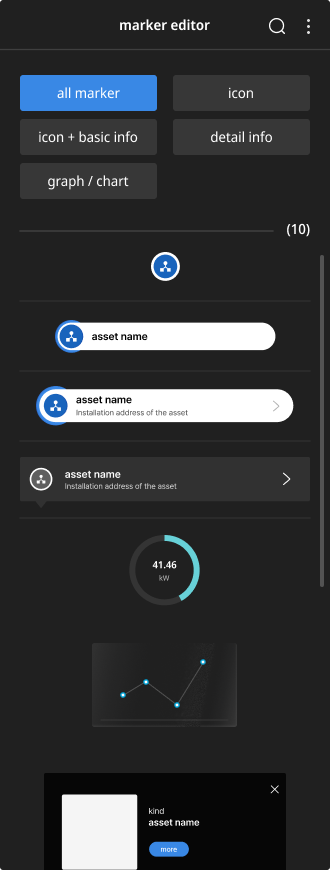 marker editor
all marker
icon
icon + basic info
detail info
graph / chart
(10)
asset name
asset name
Installation address of the asset
asset name
Installation address of the asset
41.46
kW
kind
asset name
more